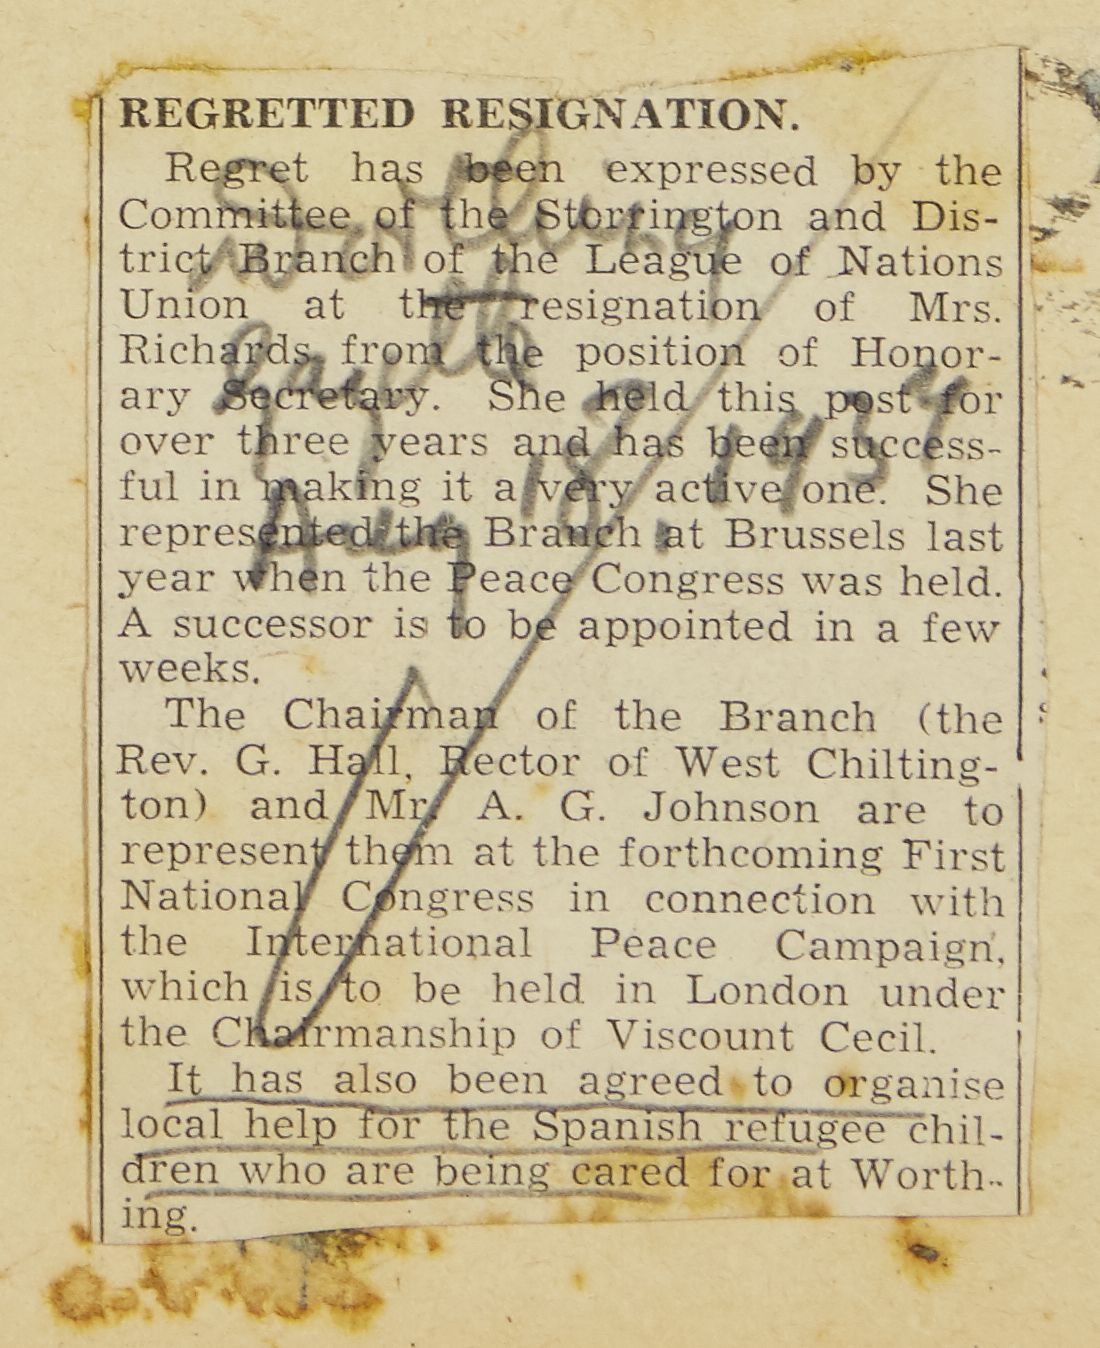 REGRETTED RESIGNATION.
Regret has been expressed by the
Committee of the Storrington and Dis-
trict Branch of the League of Nations
Union at the resignation of Mrs.
Richards from the position of Honor-
ary Secretary. She held this post for
over three years and has been success-
ful in making it a very active one. She
represented the Branch at Brussels last
year when the Peace Congress was held.
A successor is to be appointed in a few
weeks.
The Chairman of the Branch (the
Rev. G. Hall, Rector of West Chilting-
ton) and Mr. A. G. Johnson are to
represent them at the forthcoming First
National Congress in connection with
the International Peace Campaign,
which is to be held in London under
the Chairmanship of Viscount Cecil.
It has also been agreed to organise
local help for the Spanish refugee chil-
dren who are being cared for at Worth-
ing.
Worthing
Gazette
Aug 18. 1937